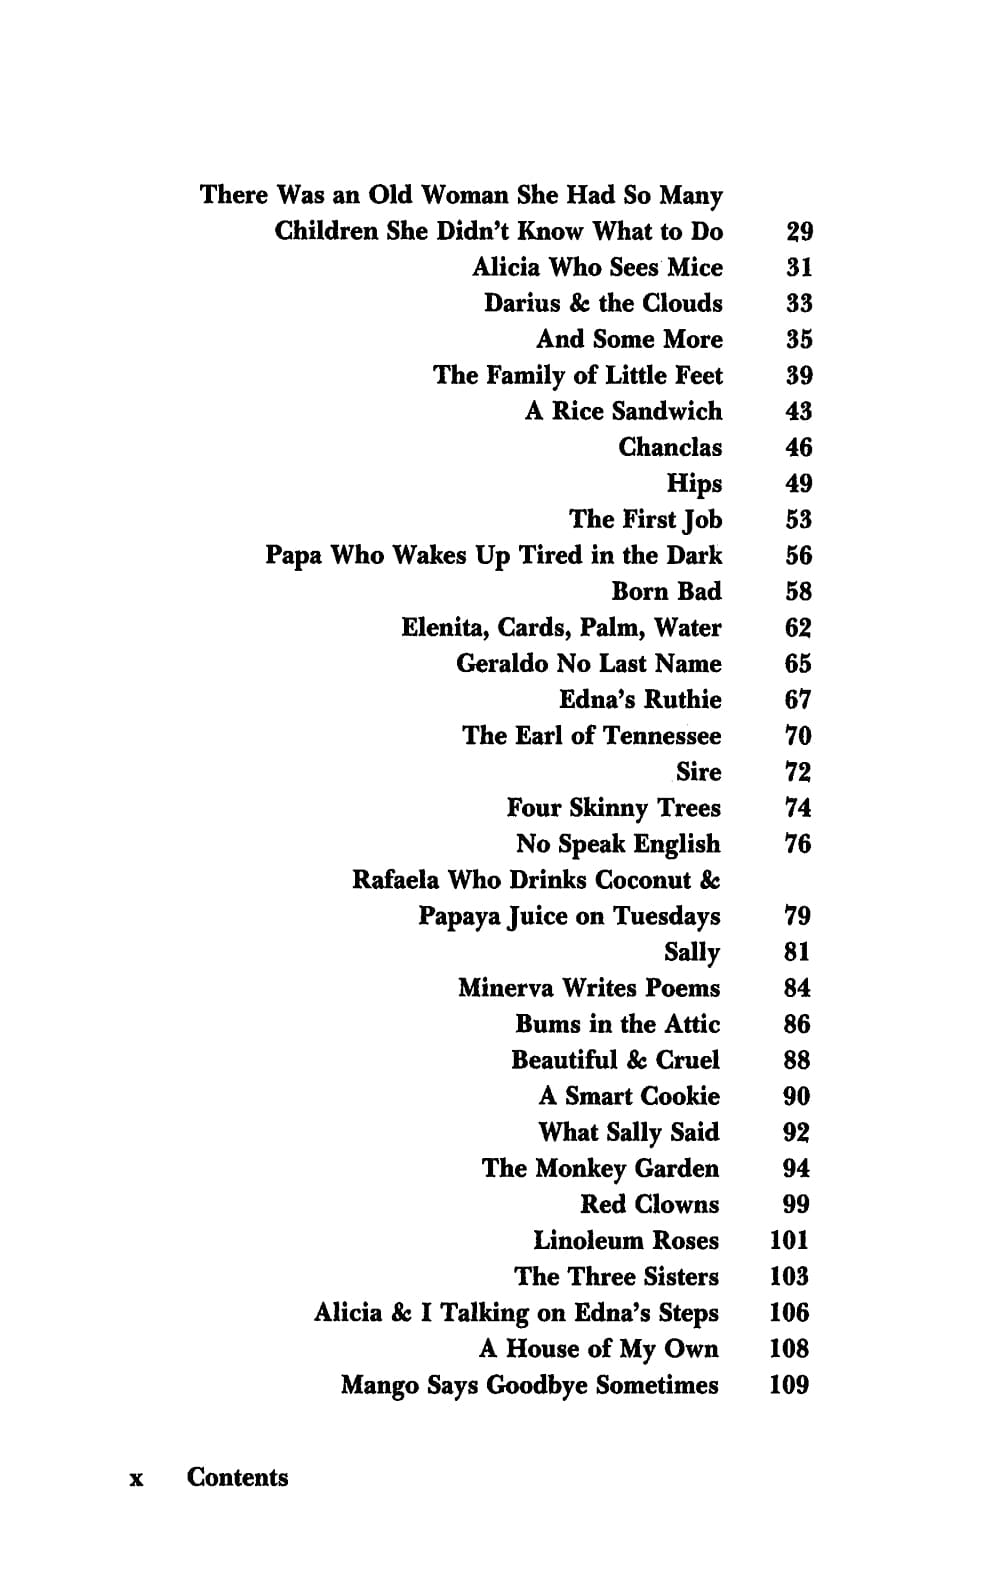 There Was an Old Woman She Had So Many
Children She Didn't Know What to Do 29
Alicia Who Sees Mice 31
Darius & the Clouds 33
And Some More 35
The Family of Little Feet 39
A Rice Sandwich 43
Chanclas 46
Hips 49
The First Job 53
Papa Who Wakes Up Tired in the Dark 56
Born Bad 58
Elenita, Cards, Palm, Water 62
Geraldo No Last Name 65
Edna's Ruthie 67
The Earl of Tennessee 70
Sire 72
Four Skinny Trees 74
No Speak English 76
Rafaela Who Drinks Coconut &
Papaya Juice on Tuesdays 79
Sally 81
Minerva Writes Poems 84
Bums in the Attic 86
Beautiful & Cruel 88
A Smart Cookie 90
What Sally Said 92
The Monkey Garden 94
Red Clowns 99
Linoleum Roses 101
The Three Sisters 103
Alicia & I Talking on Edna's Steps 106
A House of My Own 108
Mango Says Goodbye Sometimes 109
x Contents